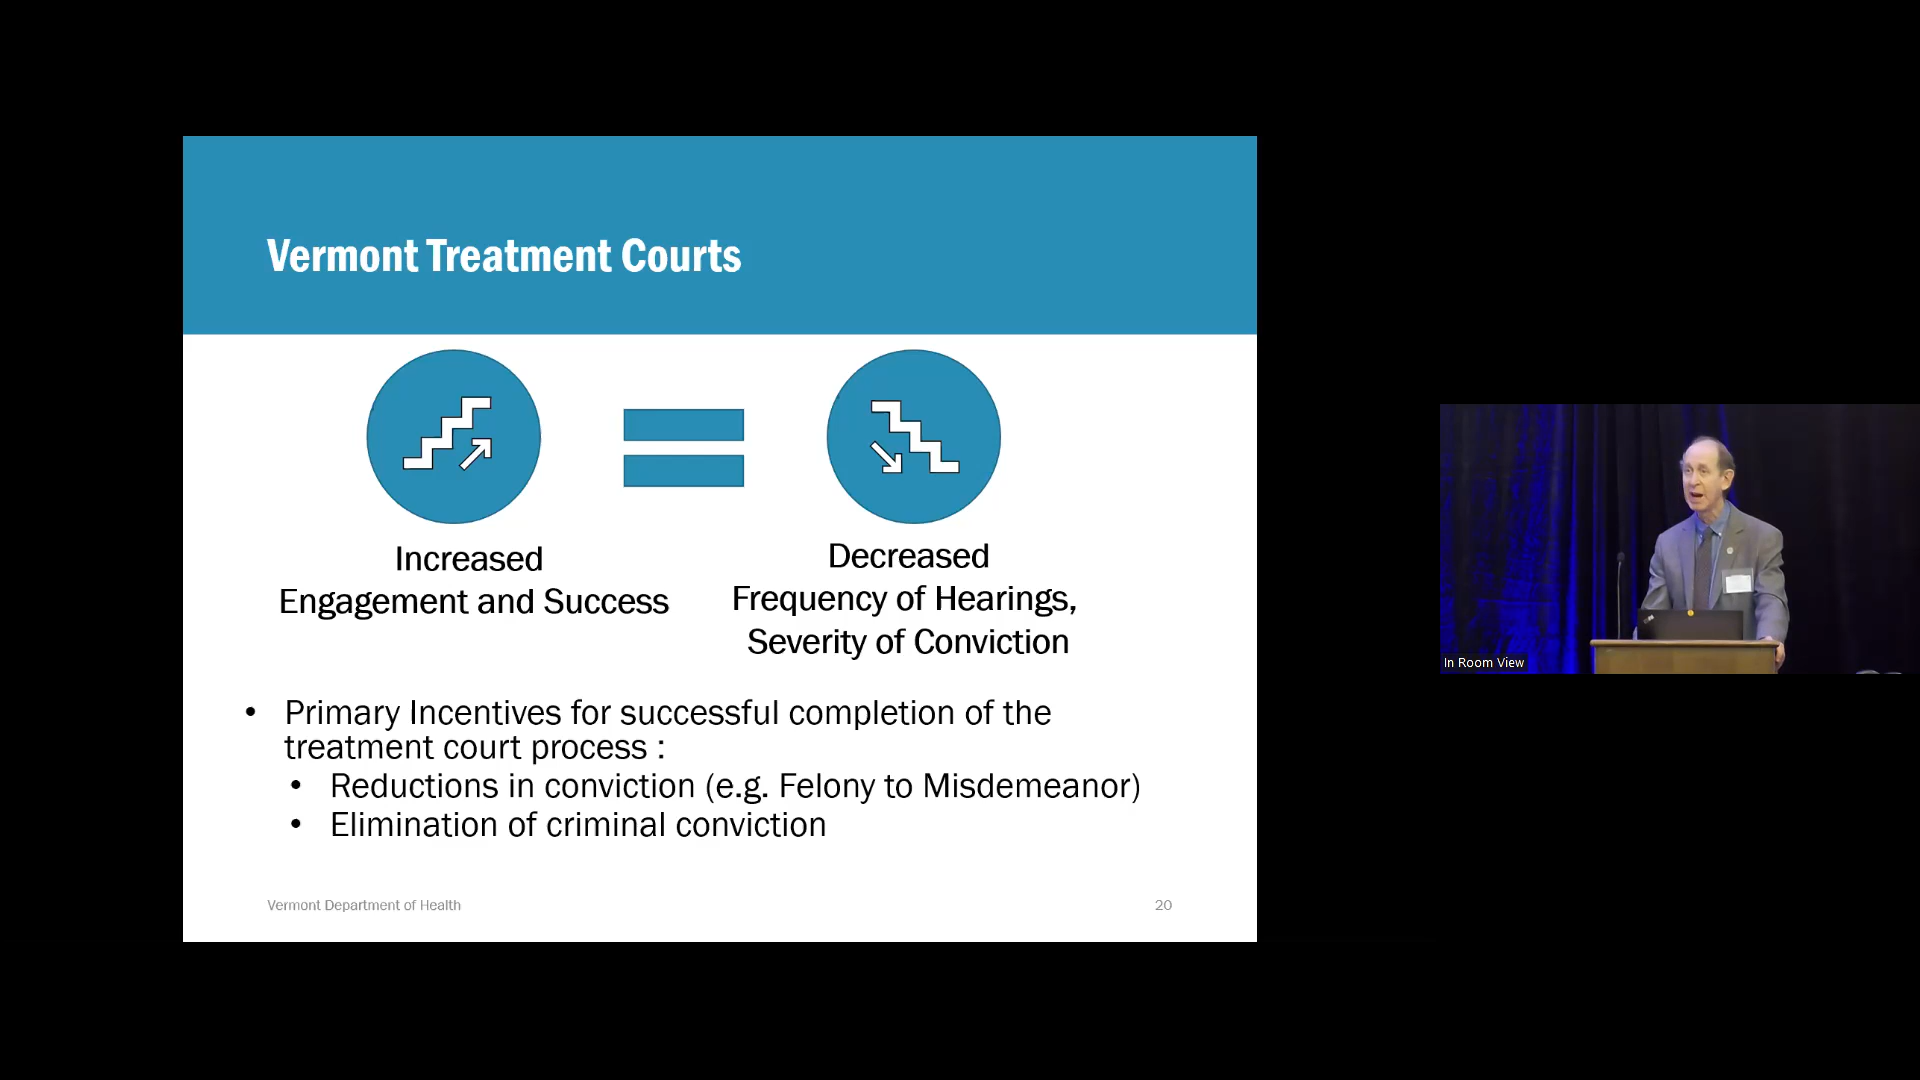 Vermont Treatment Courts
Increased
Engagement and Success
Decreased
Frequency of Hearings,
Severity of Conviction
• Primary Incentives for successful completion of the
treatment court process :
• Reductions in conviction (e.g. Felony to Misdemeanor)
• Elimination of criminal conviction
Vermont Department of Health
20
In Room View